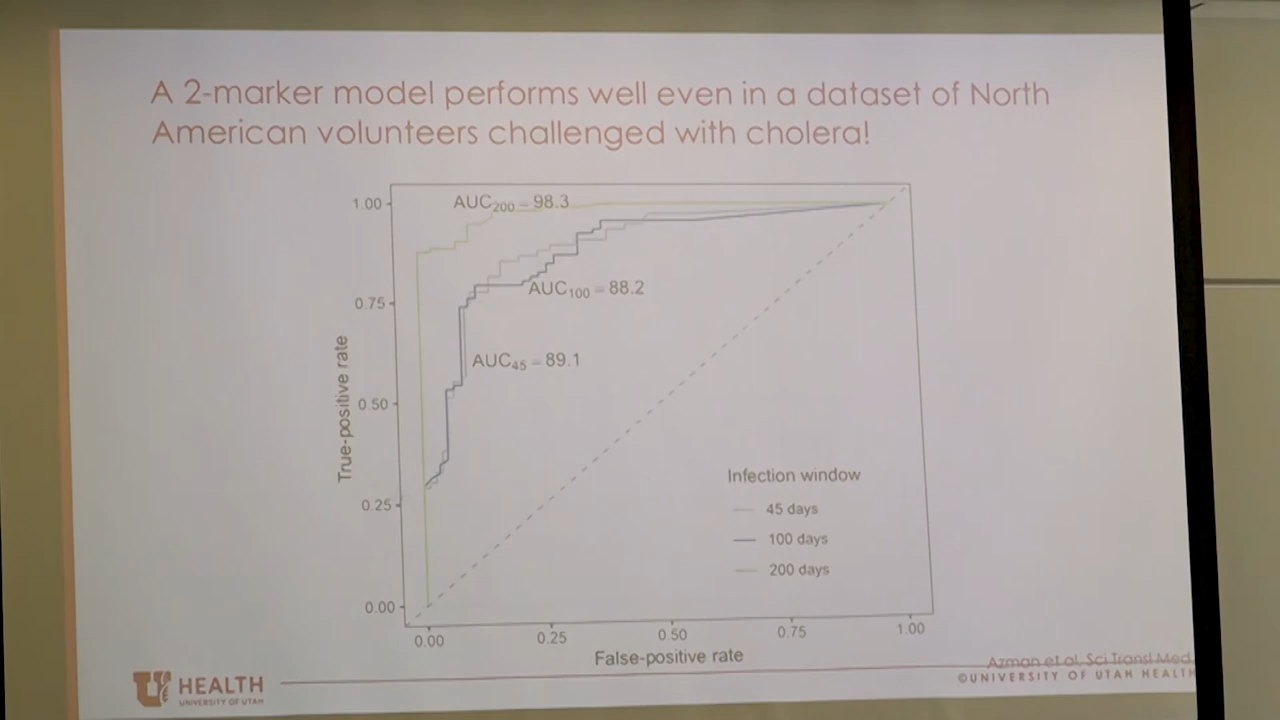 A 2-marker model performs well even in a dataset of North
American volunteers challenged with cholera!
AUC200 = 98.3
AUC100 = 88.2
AUC45 = 89.1
1.00
0.75
0.50
0.25
0.00
True-positive rate
Infection window
45 days
100 days
200 days
0.00 0.25 0.50 0.75 1.00
False-positive rate
U HEALTH
UNIVERSITY OF UTAH
Azman et al, Sci Transl Med,
©UNIVERSITY OF UTAH HEALTH